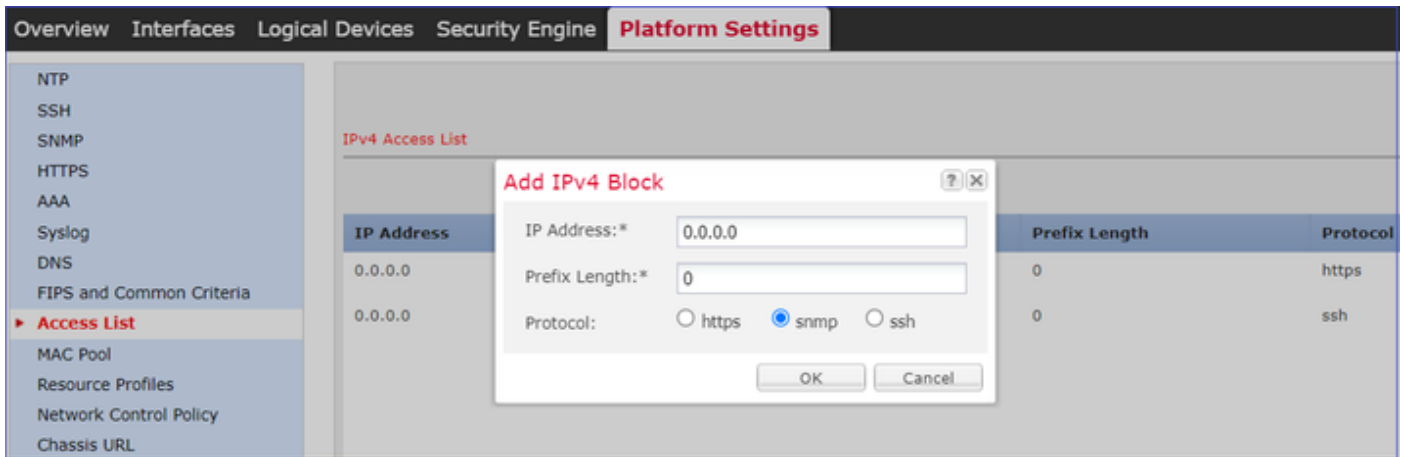 Overview Interfaces Logical Devices Security Engine Platform Settings
NTP
SSH
SNMP
HTTPS
AAA
Syslog
DNS
FIPS and Common Criteria
Access List
MAC Pool
Resource Profiles
Network Control Policy
Chassis URL
IPv4 Access List
IP Address Prefix Length Protocol
0.0.0.0 0 https
0.0.0.0 0 ssh
Add IPv4 Block ?
IP Address:* 0.0.0.0
Prefix Length:* 0
Protocol: https snmp ssh
OK Cancel